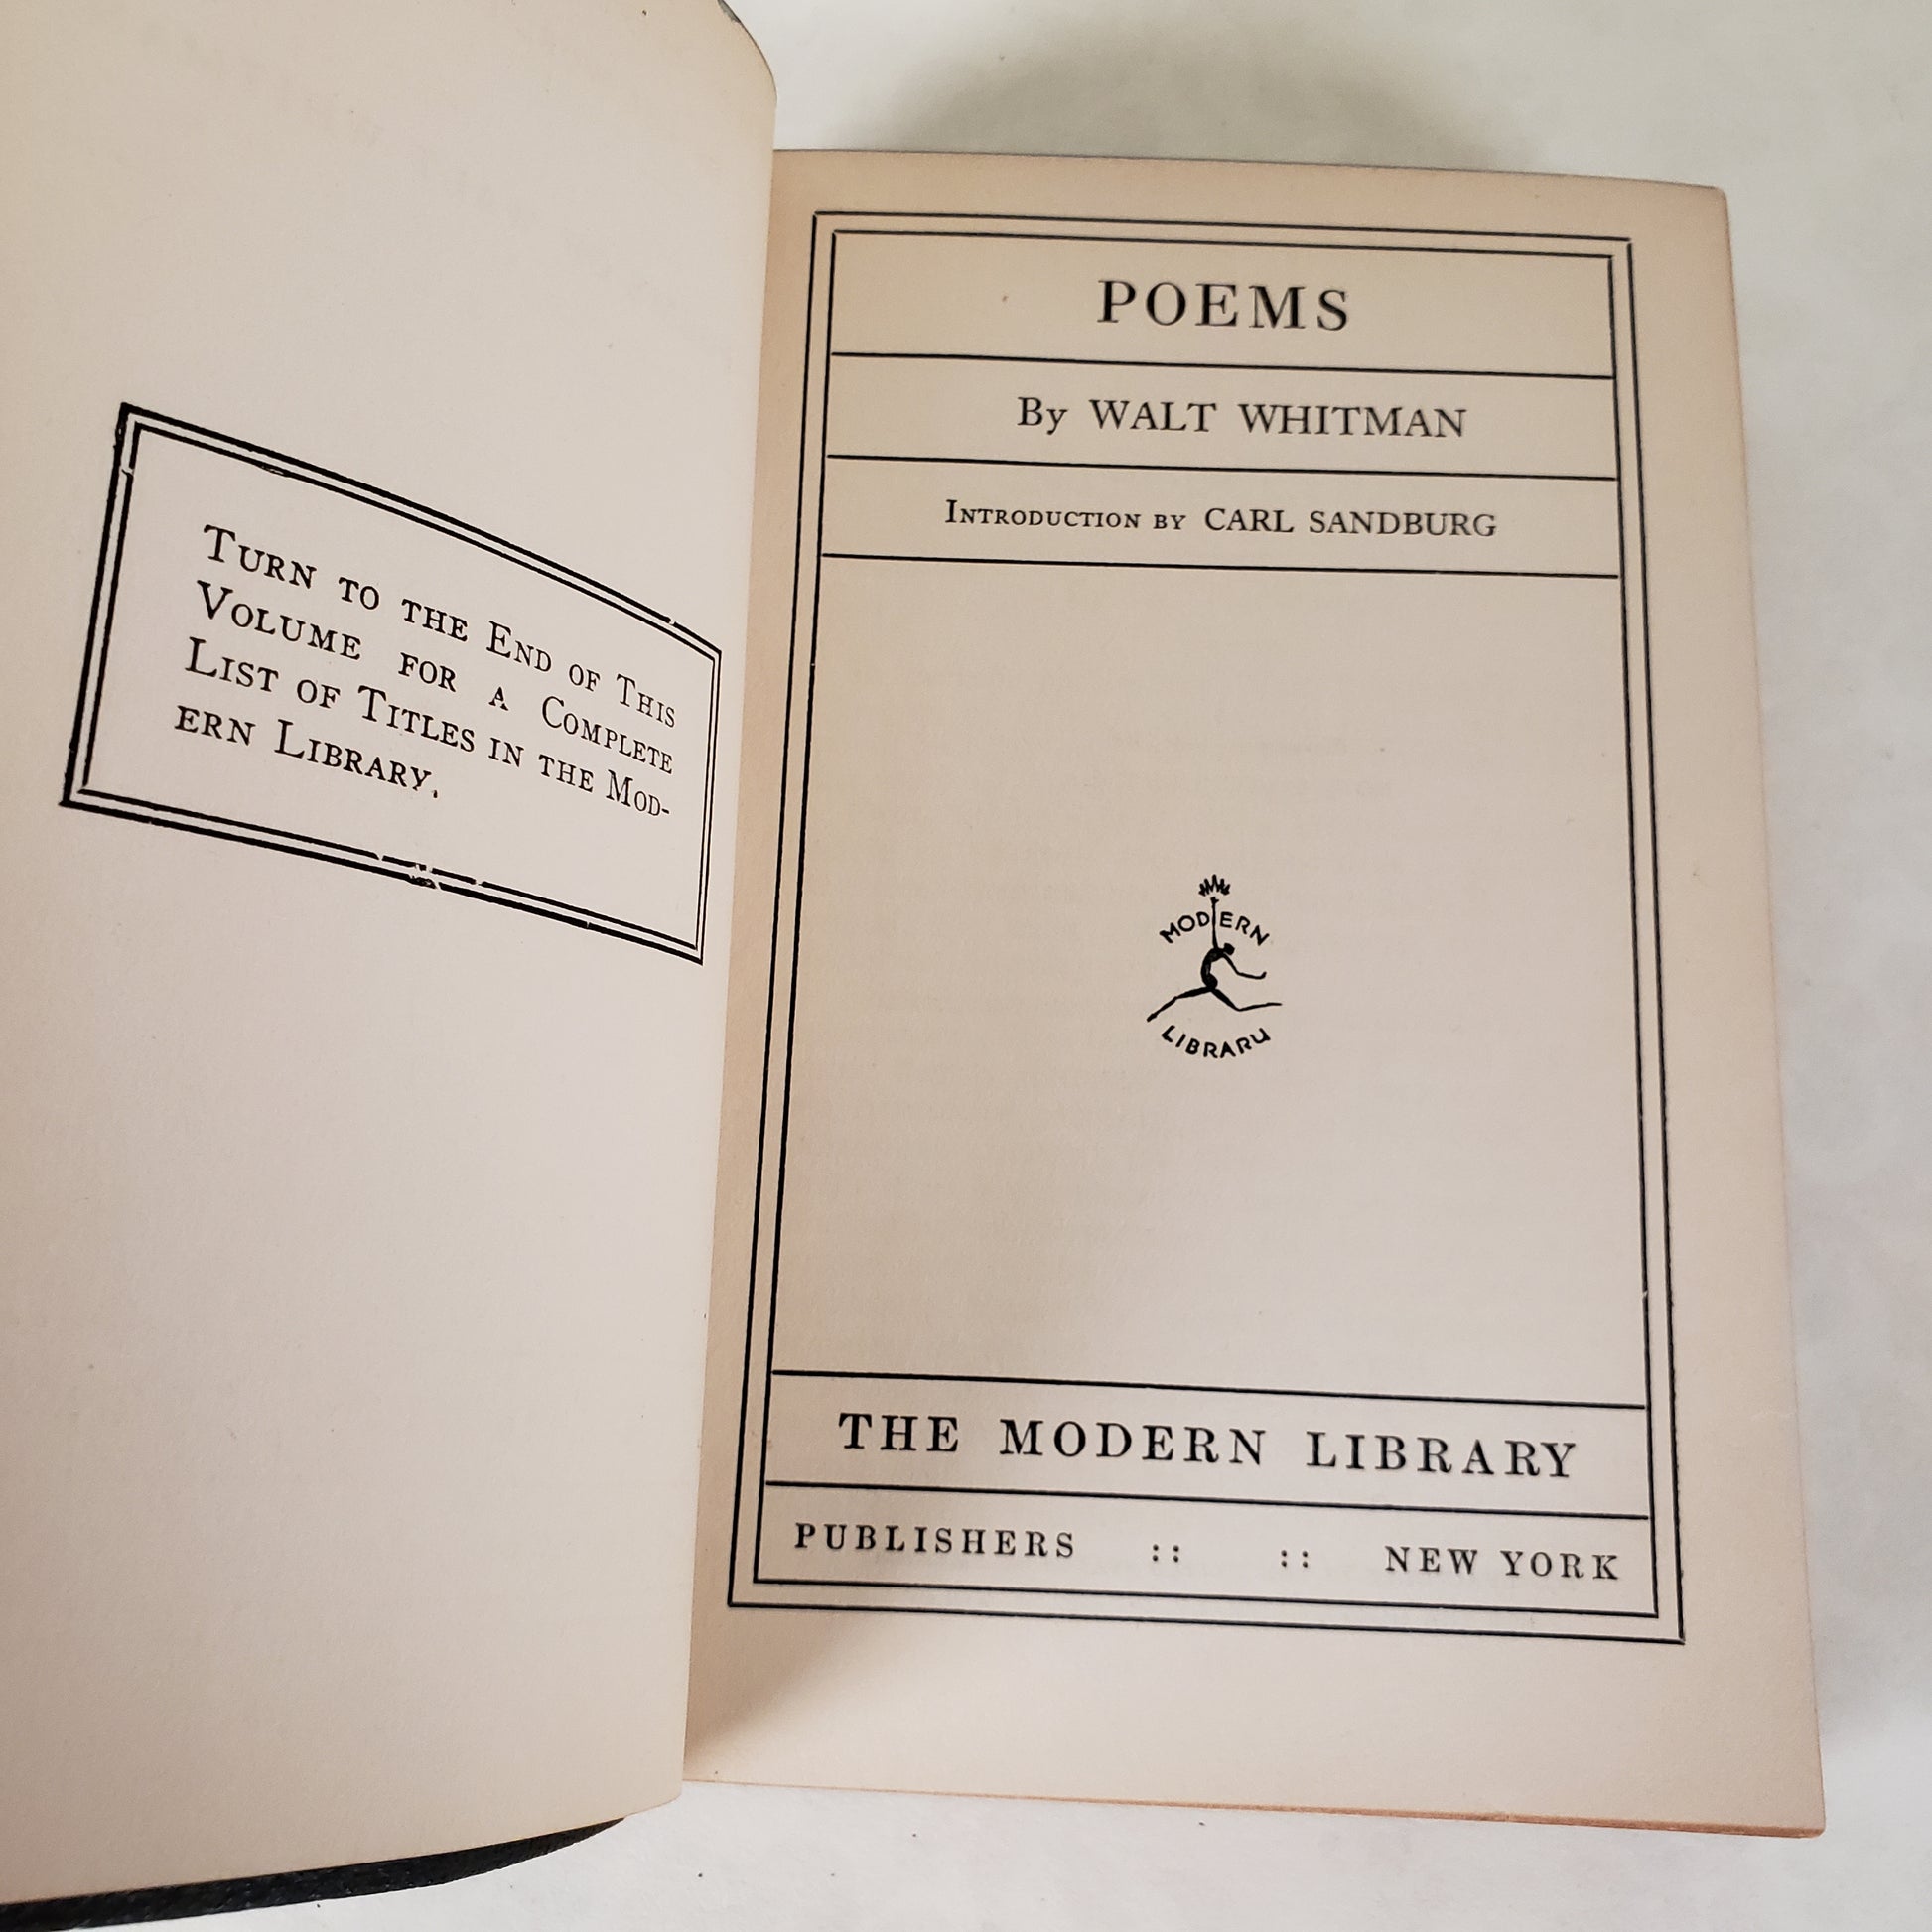 Turn to the End of This
Volume for a Complete
List of Titles in the Mod-
ern Library.
POEMS
By WALT WHITMAN
Introduction by CARL SANDBURG
MODERN
LIBRARY
THE MODERN LIBRARY
PUBLISHERS :: :: NEW YORK